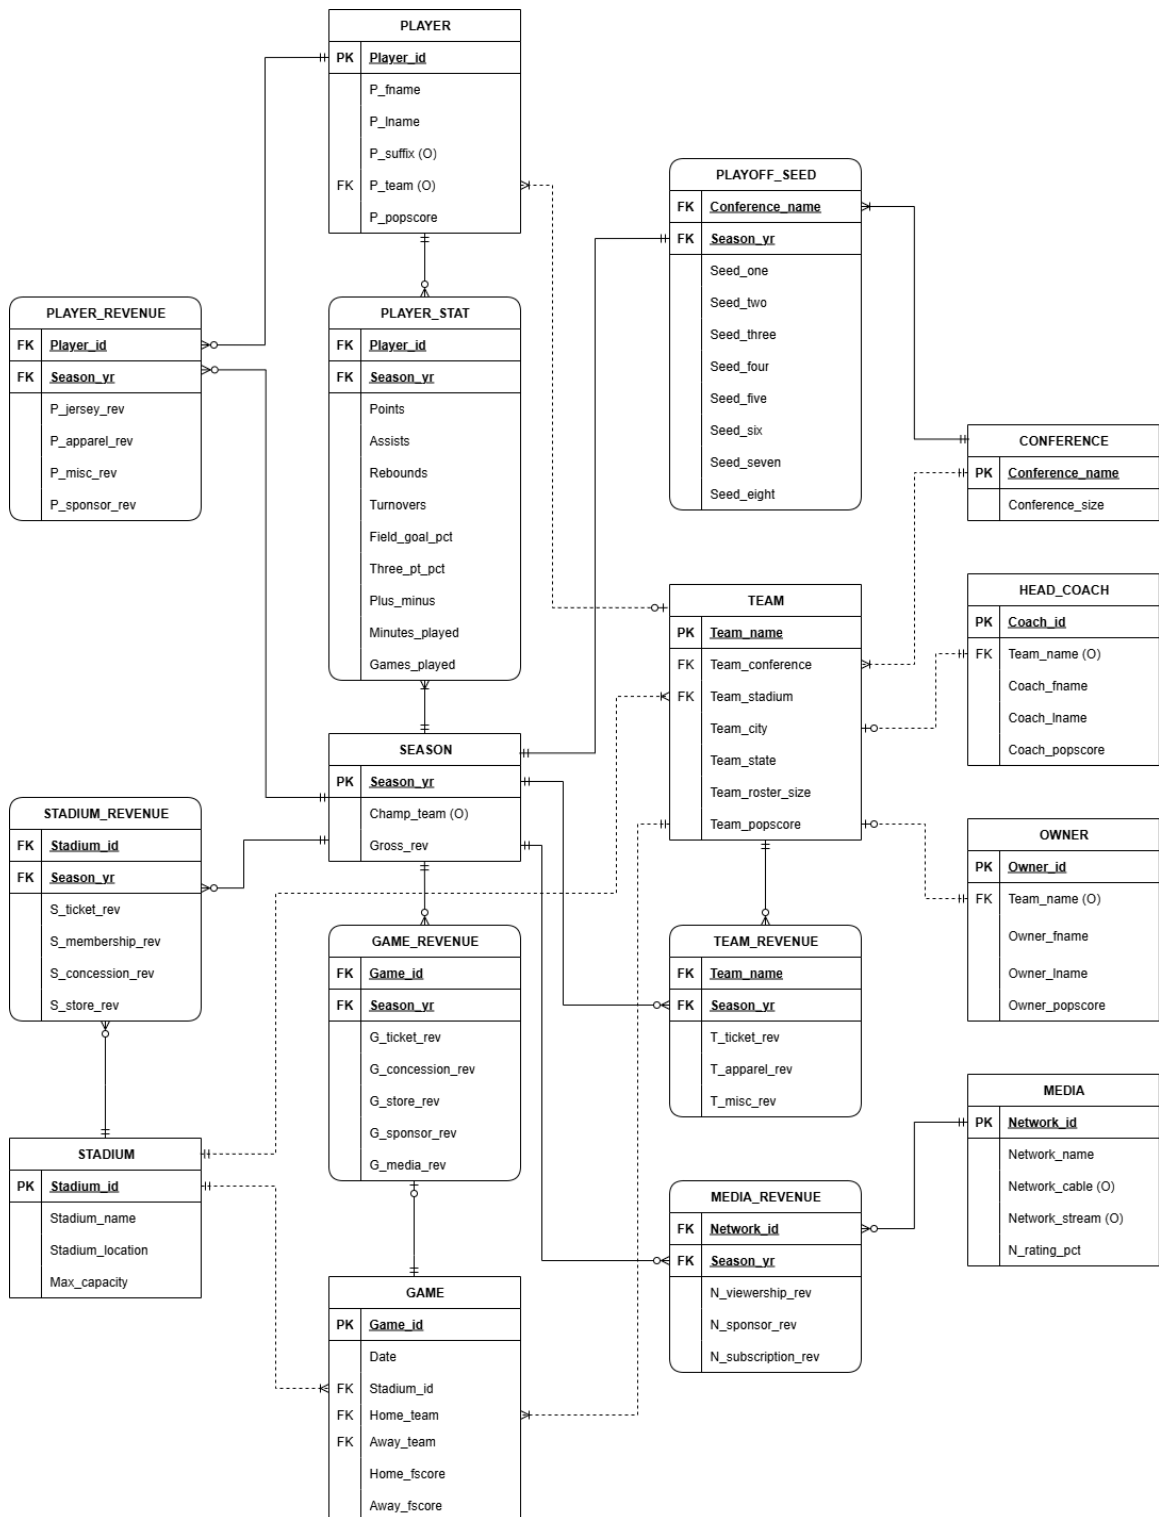 PLAYER
PK Player_id
P_fname
P_lname
P_suffix (O)
FK P_team (O)
P_popscore
PLAYOFF_SEED
FK Conference_name
FK Season_yr
Seed_one
Seed_two
Seed_three
Seed_four
Seed_five
Seed_six
Seed_seven
Seed_eight
PLAYER_REVENUE
FK Player_id
FK Season_yr
P_jersey_rev
P_apparel_rev
P_misc_rev
P_sponsor_rev
PLAYER_STAT
FK Player_id
FK Season_yr
Points
Assists
Rebounds
Turnovers
Field_goal_pct
Three_pt_pct
Plus_minus
Minutes_played
Games_played
CONFERENCE
PK Conference_name
Conference_size
TEAM
PK Team_name
FK Team_conference
FK Team_stadium
Team_city
Team_state
Team_roster_size
Team_popscore
HEAD_COACH
PK Coach_id
FK Team_name (O)
Coach_fname
Coach_lname
Coach_popscore
SEASON
PK Season_yr
Champ_team (O)
Gross_rev
STADIUM_REVENUE
FK Stadium_id
FK Season_yr
S_ticket_rev
S_membership_rev
S_concession_rev
S_store_rev
OWNER
PK Owner_id
FK Team_name (O)
Owner_fname
Owner_lname
Owner_popscore
GAME_REVENUE
FK Game_id
FK Season_yr
G_ticket_rev
G_concession_rev
G_store_rev
G_sponsor_rev
G_media_rev
TEAM_REVENUE
FK Team_name
FK Season_yr
T_ticket_rev
T_apparel_rev
T_misc_rev
MEDIA
PK Network_id
Network_name
Network_cable (O)
Network_stream (O)
N_rating_pct
STADIUM
PK Stadium_id
Stadium_name
Stadium_location
Max_capacity
MEDIA_REVENUE
FK Network_id
FK Season_yr
N_viewership_rev
N_sponsor_rev
N_subscription_rev
GAME
PK Game_id
Date
FK Stadium_id
FK Home_team
FK Away_team
Home_fscore
Away_fscore